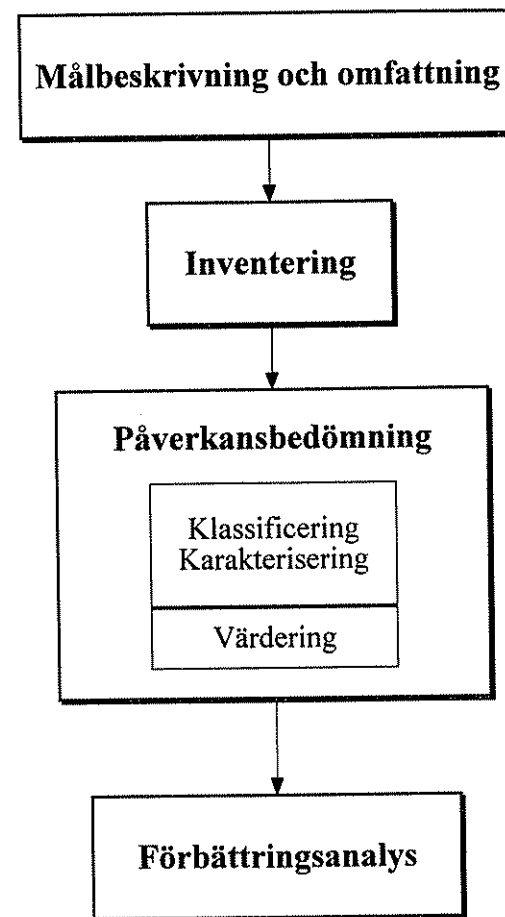 Målbeskrivning och omfattning
Inventering
Påverkansbedömning
Klassificering
Karakterisering
Värdering
Förbättringsanalys